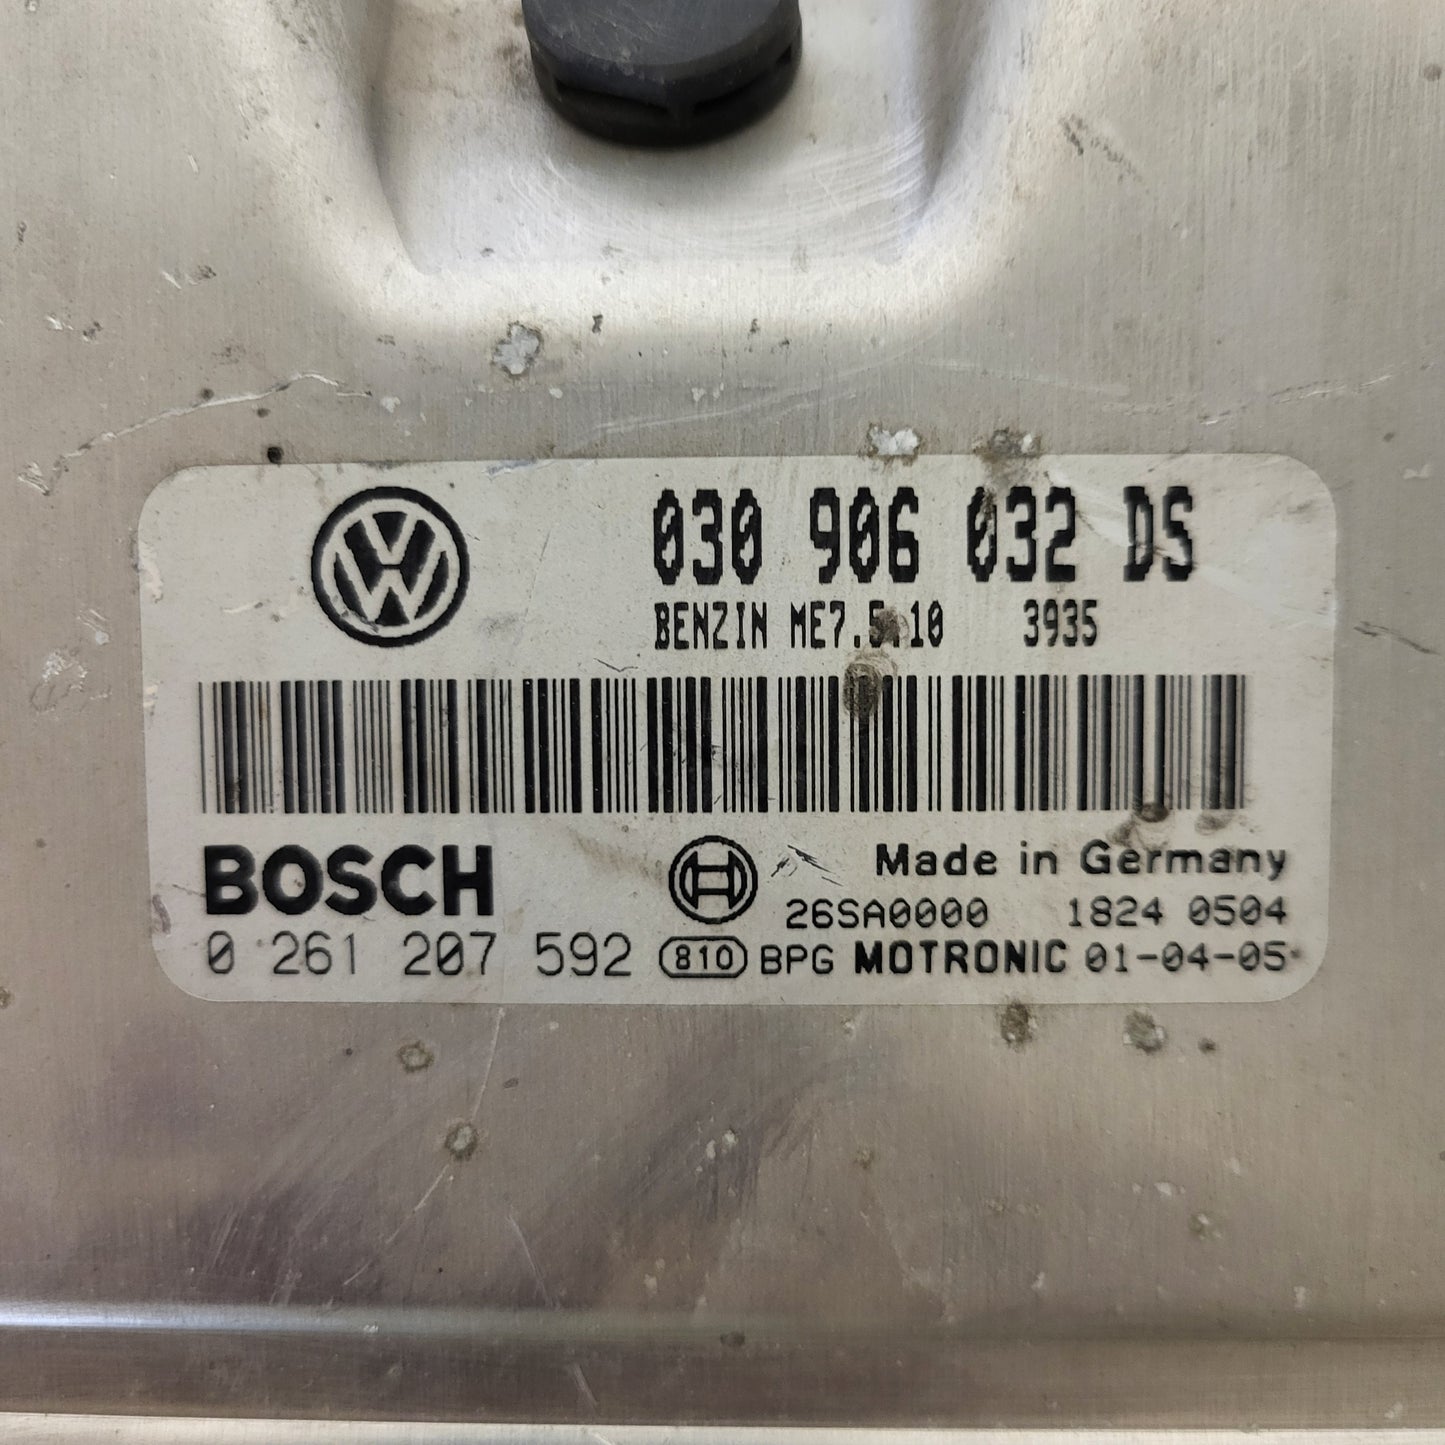 VW
030 906 032 DS
BENZIN ME7.5.10 3935
BOSCH
Made in Germany
26SA0000 1824 0504
0 261 207 592 810 BPG MOTRONIC 01-04-05